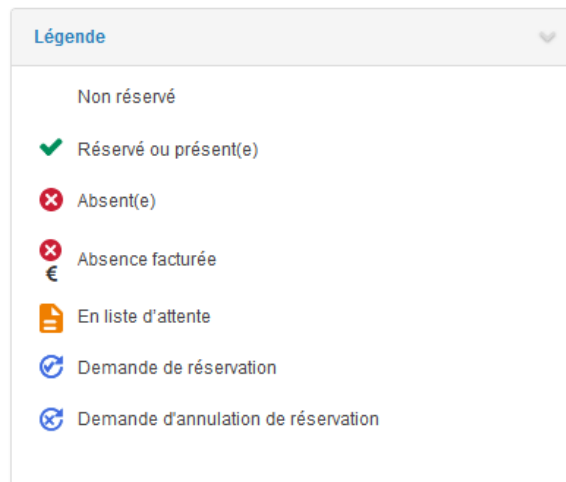 Légende
Non réservé
Réservé ou présent(e)
Absent(e)
€
Absence facturée
En liste d'attente
Demande de réservation
Demande d'annulation de réservation